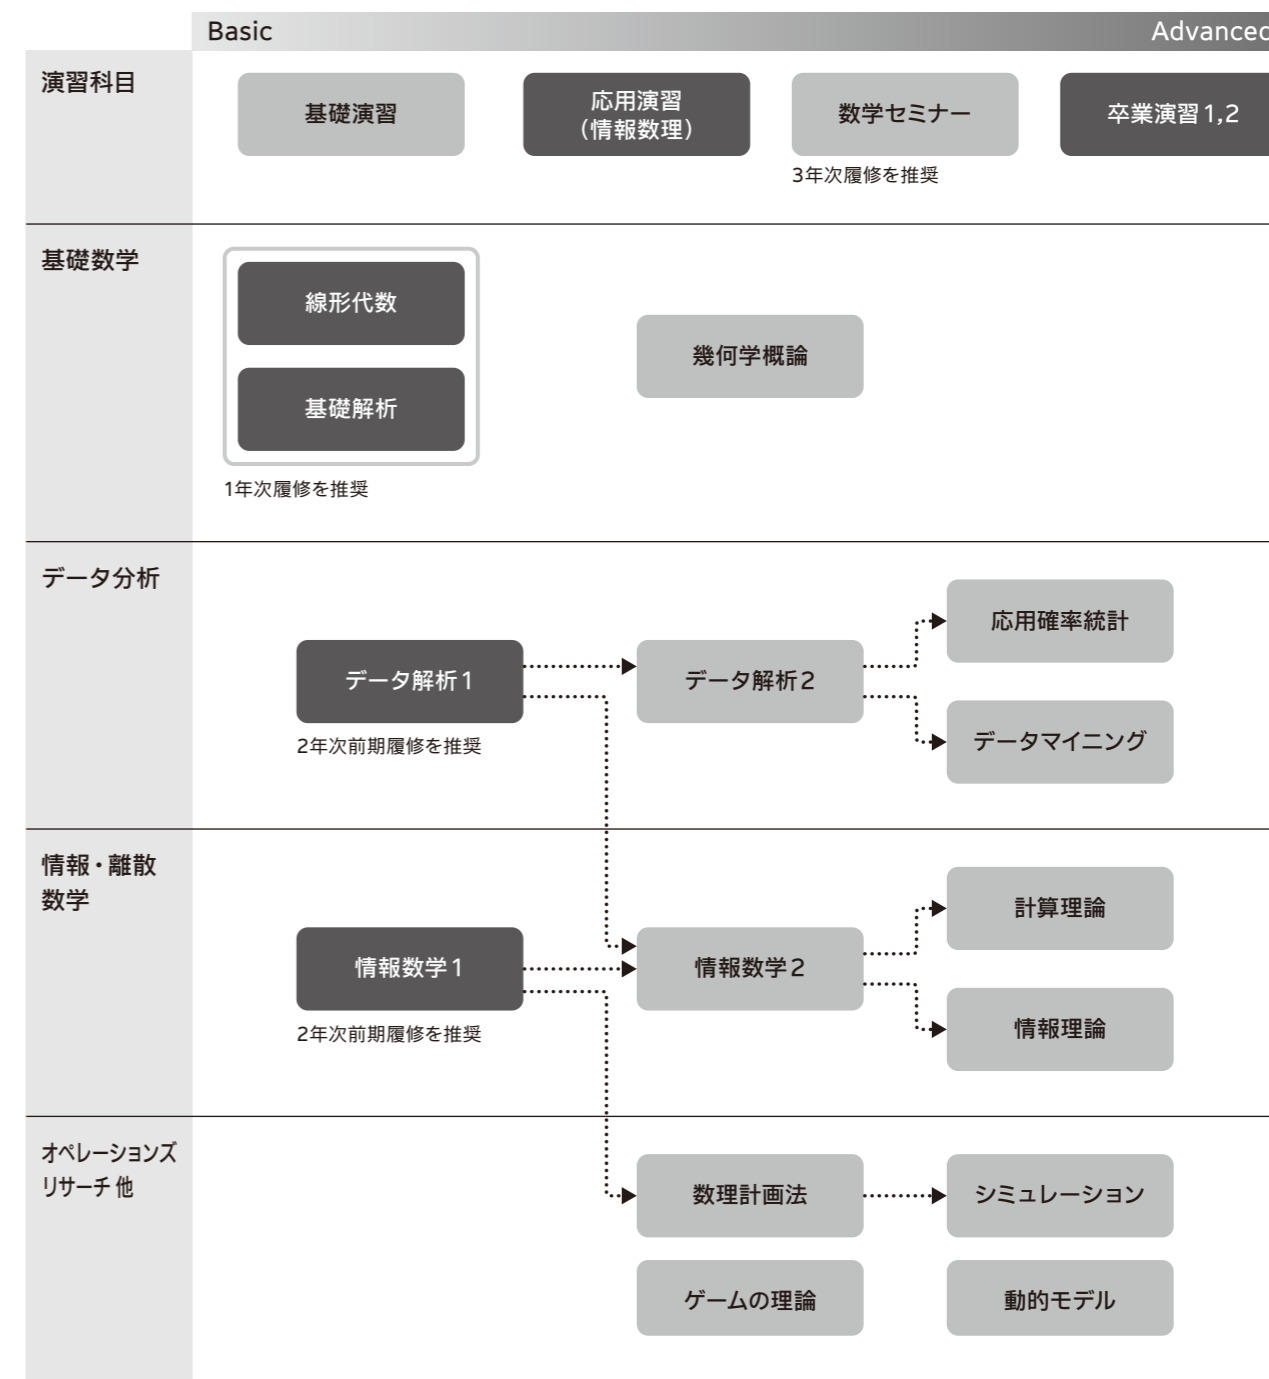 Basic
Advanced
演習科目
基礎演習
応用演習
(情報数理)
数学セミナー
卒業演習1,2
3年次履修を推奨
基礎数学
線形代数
基礎解析
幾何学概論
1年次履修を推奨
データ分析
データ解析1
データ解析2
応用確率統計
データマイニング
2年次前期履修を推奨
情報・離散
数学
情報数学1
情報数学2
計算理論
情報理論
2年次前期履修を推奨
オペレーションズ
リサーチ 他
数理計画法
シミュレーション
ゲームの理論
動的モデル